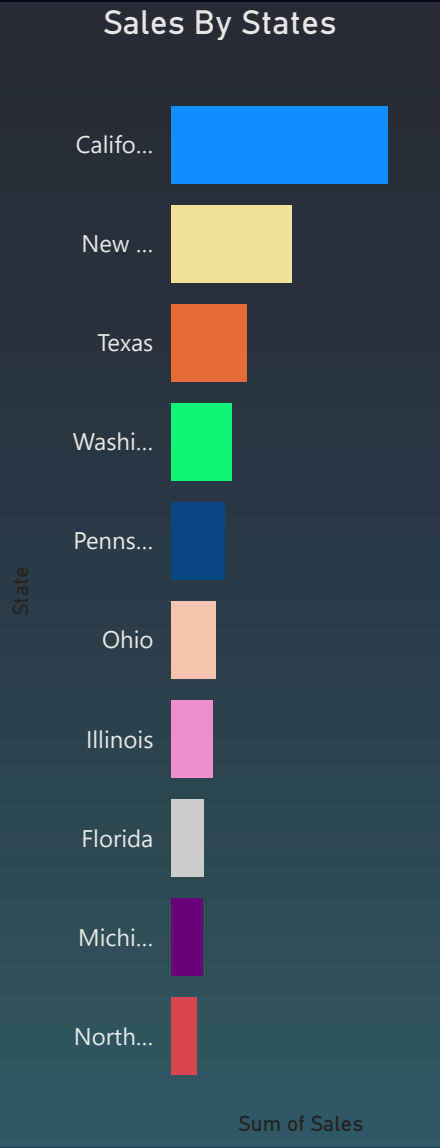 Sales By States
Califo...
New ...
Texas
Washi...
Penns...
State
Ohio
Illinois
Florida
Michi...
North...
Sum of Sales